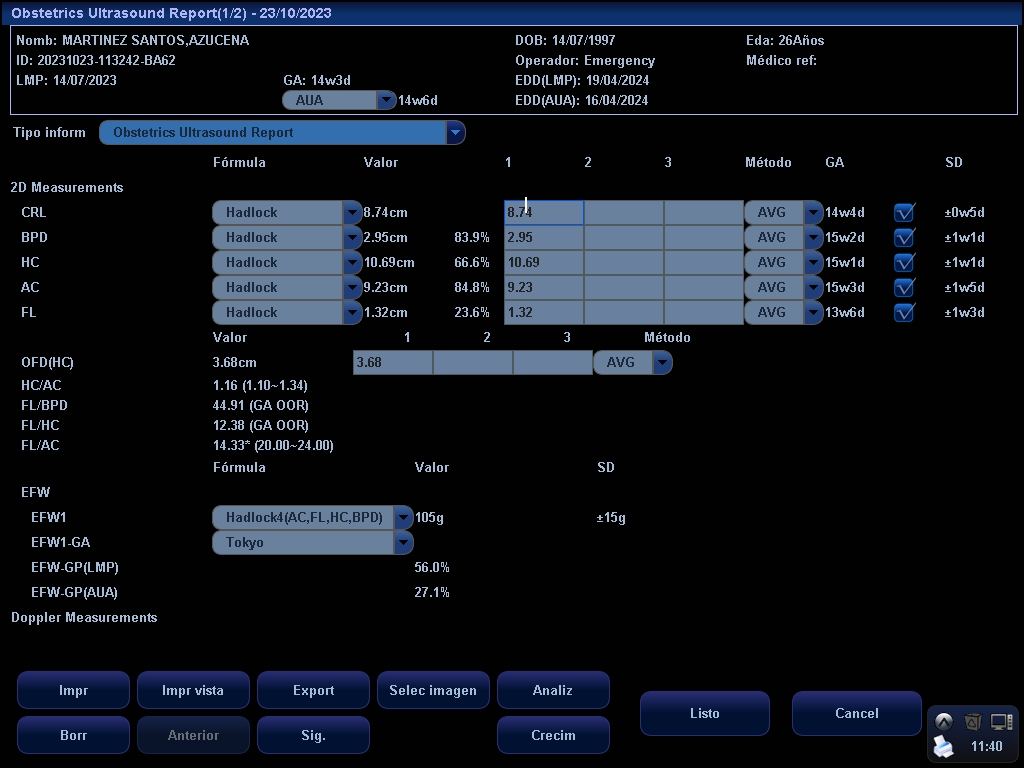 Obstetrics Ultrasound Report(1/2) - 23/10/2023
Nomb: MARTINEZ SANTOS,AZUCENA DOB: 14/07/1997 Eda: 26Años
ID: 20231023-113242-BA62 Operador: Emergency Médico ref:
LMP: 14/07/2023 GA: 14w3d EDD(LMP): 19/04/2024
AUA 14w6d EDD(AUA): 16/04/2024
Tipo inform Obstetrics Ultrasound Report
Fórmula Valor 1 2 3 Método GA SD
2D Measurements
CRL Hadlock 8.74cm 8.74 AVG 14w4d ±0w5d
BPD Hadlock 2.95cm 83.9% 2.95 AVG 15w2d ±1w1d
HC Hadlock 10.69cm 66.6% 10.69 AVG 15w1d ±1w1d
AC Hadlock 9.23cm 84.8% 9.23 AVG 15w3d ±1w5d
FL Hadlock 1.32cm 23.6% 1.32 AVG 13w6d ±1w3d
Valor 1 2 3 Método
OFD(HC) 3.68cm 3.68 AVG
HC/AC 1.16 (1.10~1.34)
FL/BPD 44.91 (GA OOR)
FL/HC 12.38 (GA OOR)
FL/AC 14.33* (20.00~24.00)
Fórmula Valor SD
EFW
EFW1 Hadlock4(AC,FL,HC,BPD) 105g ±15g
EFW1-GA Tokyo
EFW-GP(LMP) 56.0%
EFW-GP(AUA) 27.1%
Doppler Measurements
Impr Impr vista Export Selec imagen Analiz
Listo Cancel
Borr Anterior Sig. Crecim
11:40